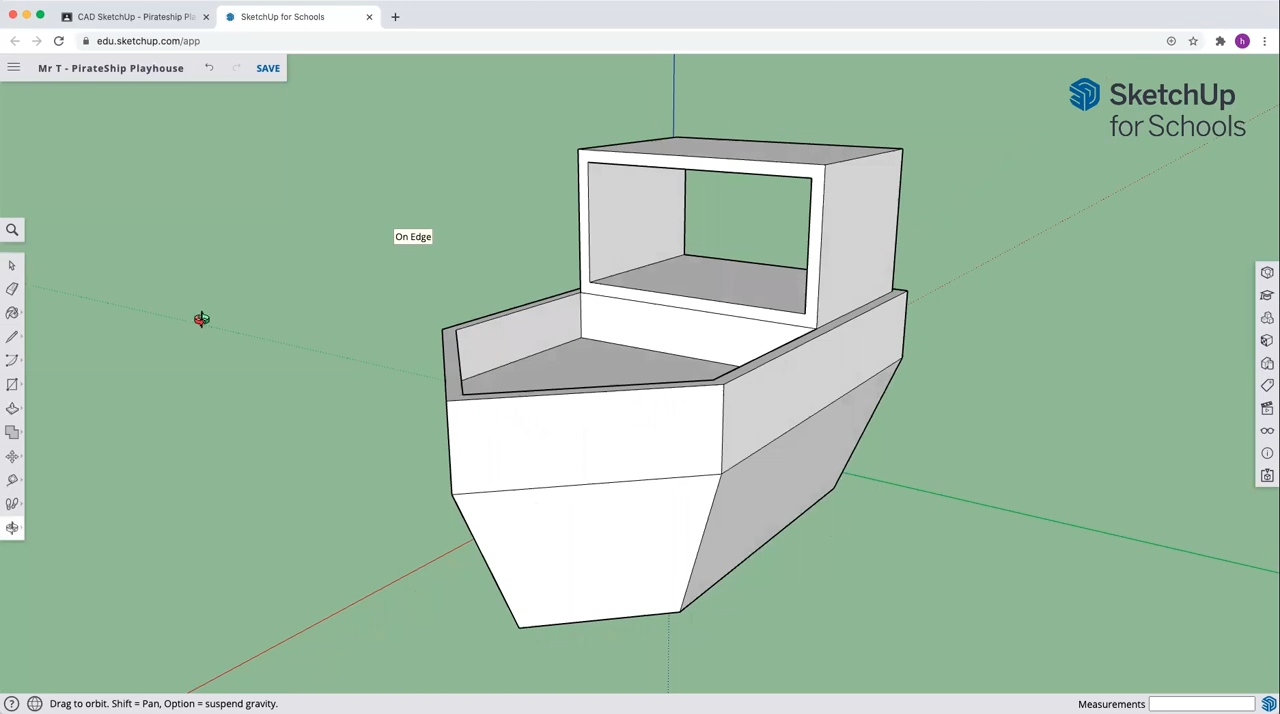 CAD SketchUp - Pirateship Pla
SketchUp for Schools
edu.sketchup.com/app
h
Mr T - PirateShip Playhouse
SAVE
SketchUp
for Schools
On Edge
Drag to orbit. Shift = Pan, Option = suspend gravity.
Measurements